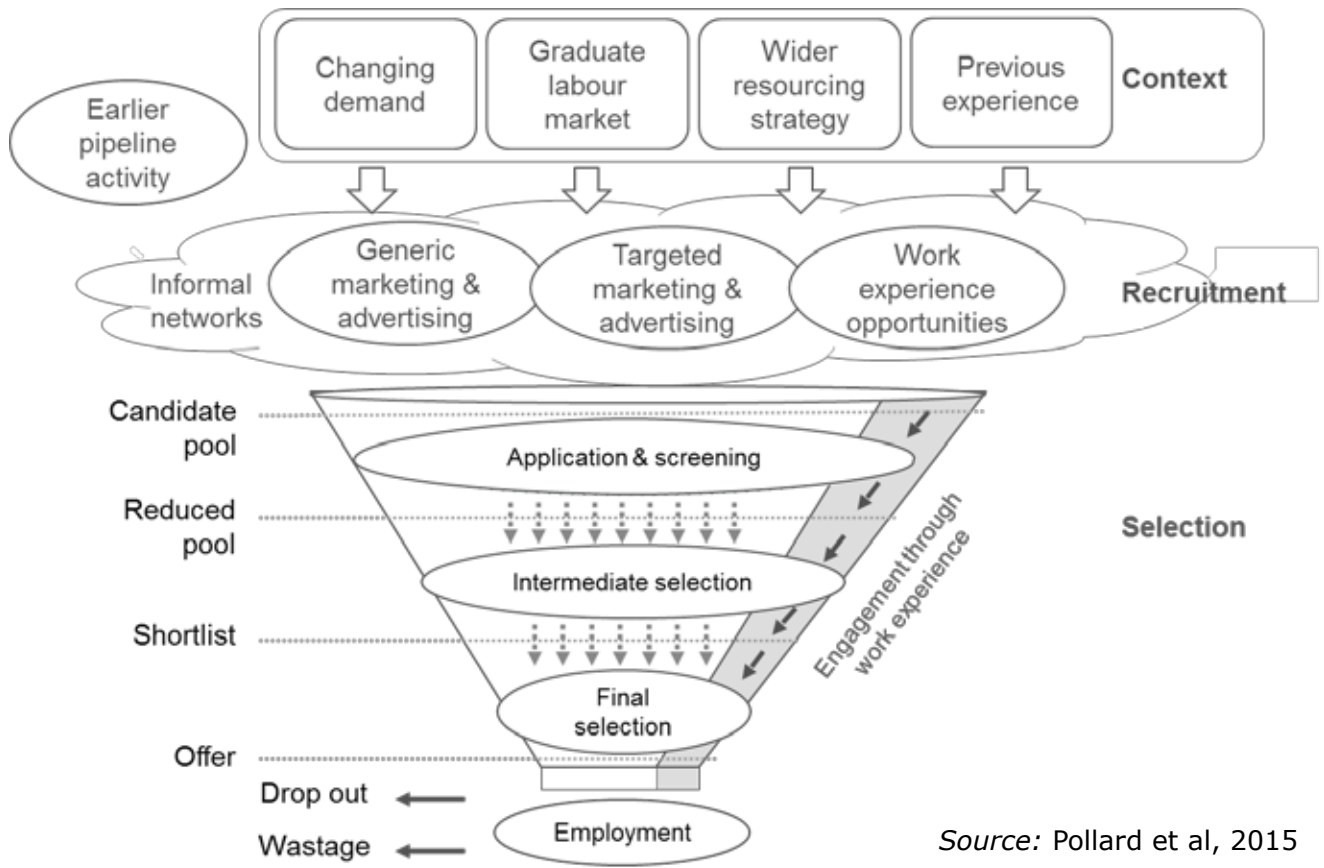 Changing
demand
Graduate
labour
market
Wider
resourcing
strategy
Previous
experience
Context
Earlier
pipeline
activity
Informal
networks
Generic
marketing &
advertising
Targeted
marketing &
advertising
Work
experience
opportunities
Recruitment
Candidate
pool
Application & screening
Reduced
pool
Intermediate selection
Engagement through
work experience
Selection
Shortlist
Final
selection
Offer
Drop out
Wastage
Employment
Source: Pollard et al, 2015